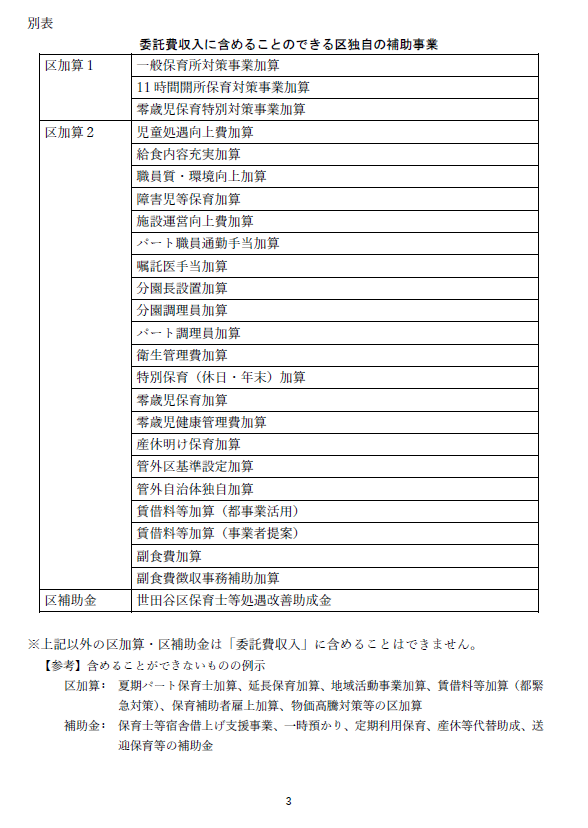 別表
委託費収入に含めることのできる区独自の補助事業
区加算１ 一般保育所対策事業加算
11時間開所保育対策事業加算
零歳児保育特別対策事業加算
区加算２ 児童処遇向上費加算
給食内容充実加算
職員質・環境向上加算
障害児等保育加算
施設運営向上費加算
パート職員通勤手当加算
嘱託医手当加算
分園長設置加算
分園調理員加算
パート調理員加算
衛生管理費加算
特別保育（休日・年末）加算
零歳児保育加算
零歳児健康管理費加算
産休明け保育加算
管外区基準設定加算
管外自治体独自加算
賃借料等加算（都事業活用）
賃借料等加算（事業者提案）
副食費加算
副食費徴収事務補助加算
区補助金 世田谷区保育士等処遇改善助成金
※上記以外の区加算・区補助金は「委託費収入」に含めることはできません。
【参考】含めることができないものの例示
区加算： 夏期パート保育士加算、延長保育加算、地域活動事業加算、賃借料等加算（都緊
急対策）、保育補助者雇上加算、物価高騰対策等の区加算
補助金： 保育士等宿舎借上げ支援事業、一時預かり、定期利用保育、産休等代替助成、送
迎保育等の補助金
3